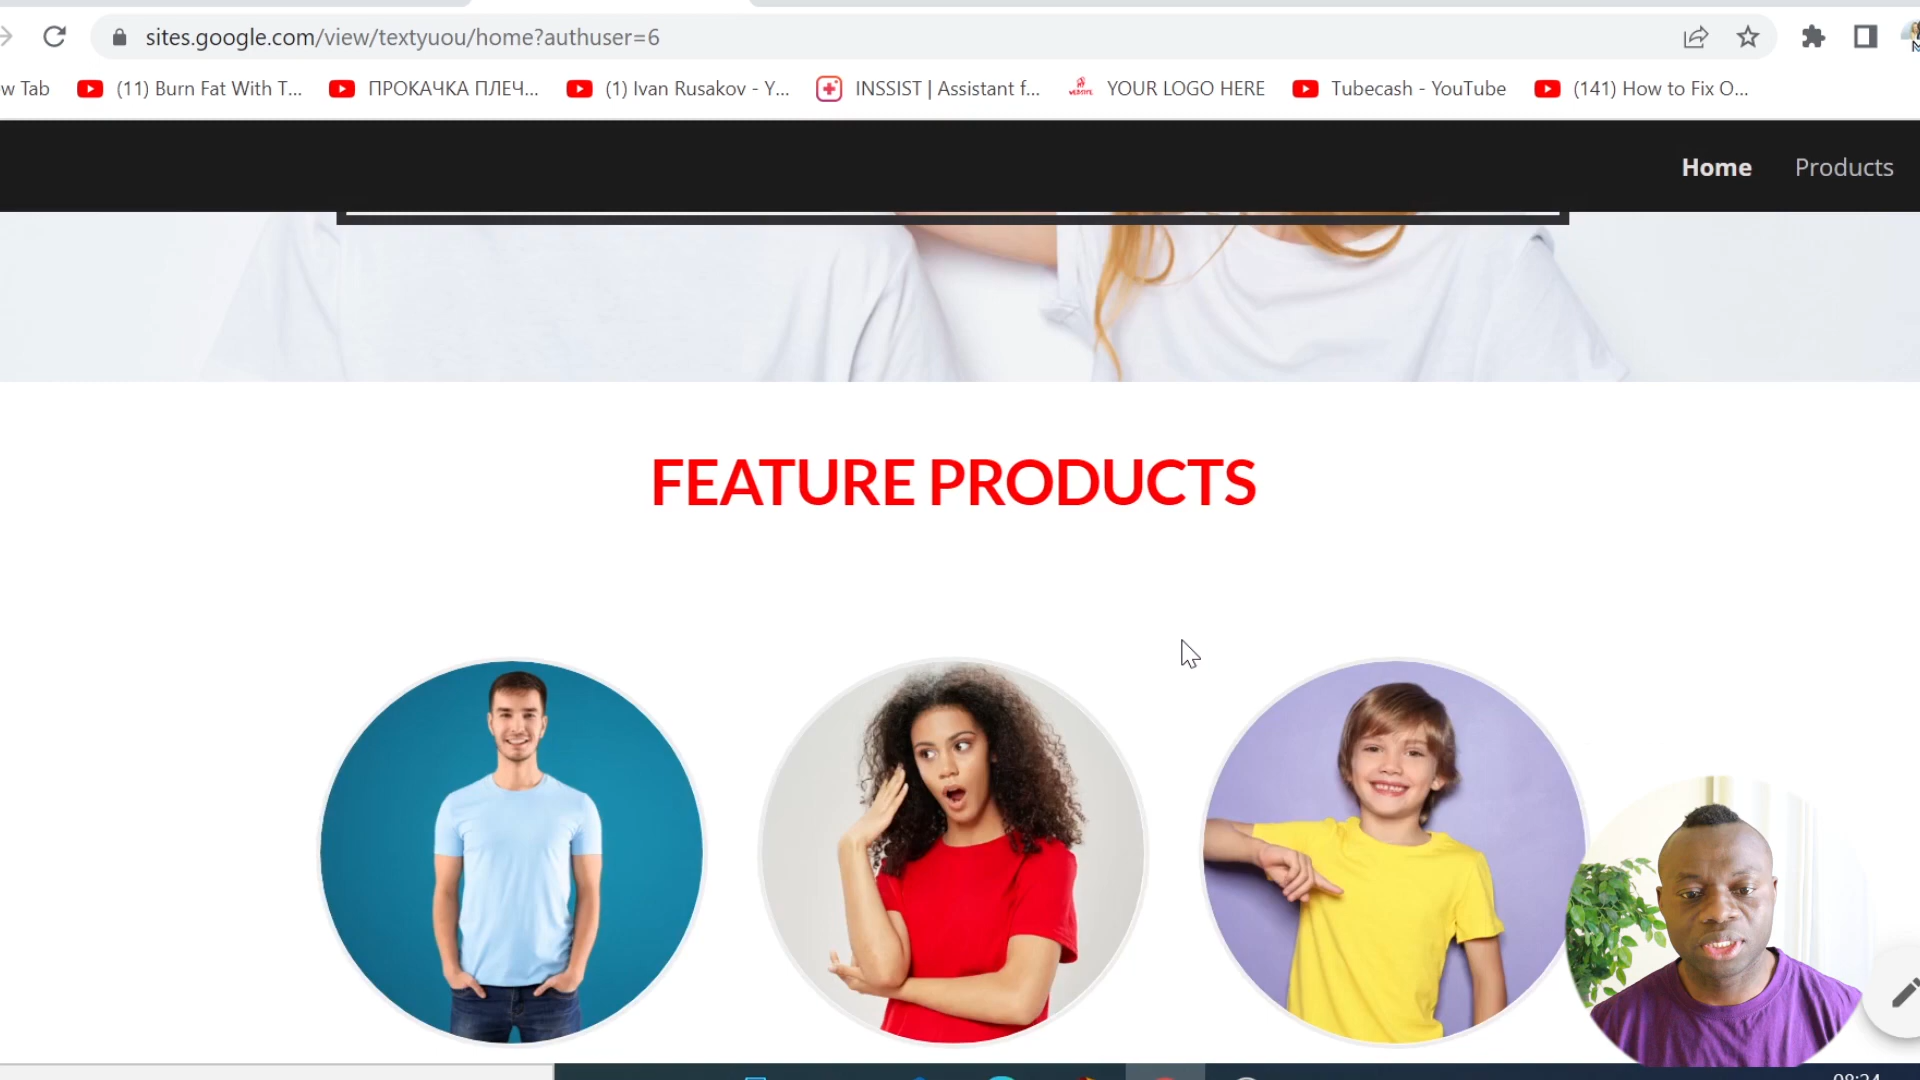 sites.google.com/view/textyuou/home?authuser=6
w Tab
(11) Burn Fat With T...
ПРОКАЧКА ПЛЕЧ...
(1) Ivan Rusakov - Y...
INSSIST | Assistant f...
WEBSITE
YOUR LOGO HERE
Tubecash - YouTube
(141) How to Fix O...
Home
Products
FEATURE PRODUCTS